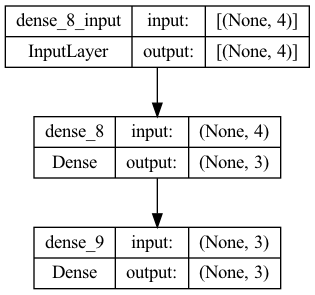 dense_8_input input: [(None, 4)]
InputLayer output: [(None, 4)]
dense_8 input: (None, 4)
Dense output: (None, 3)
dense_9 input: (None, 3)
Dense output: (None, 3)